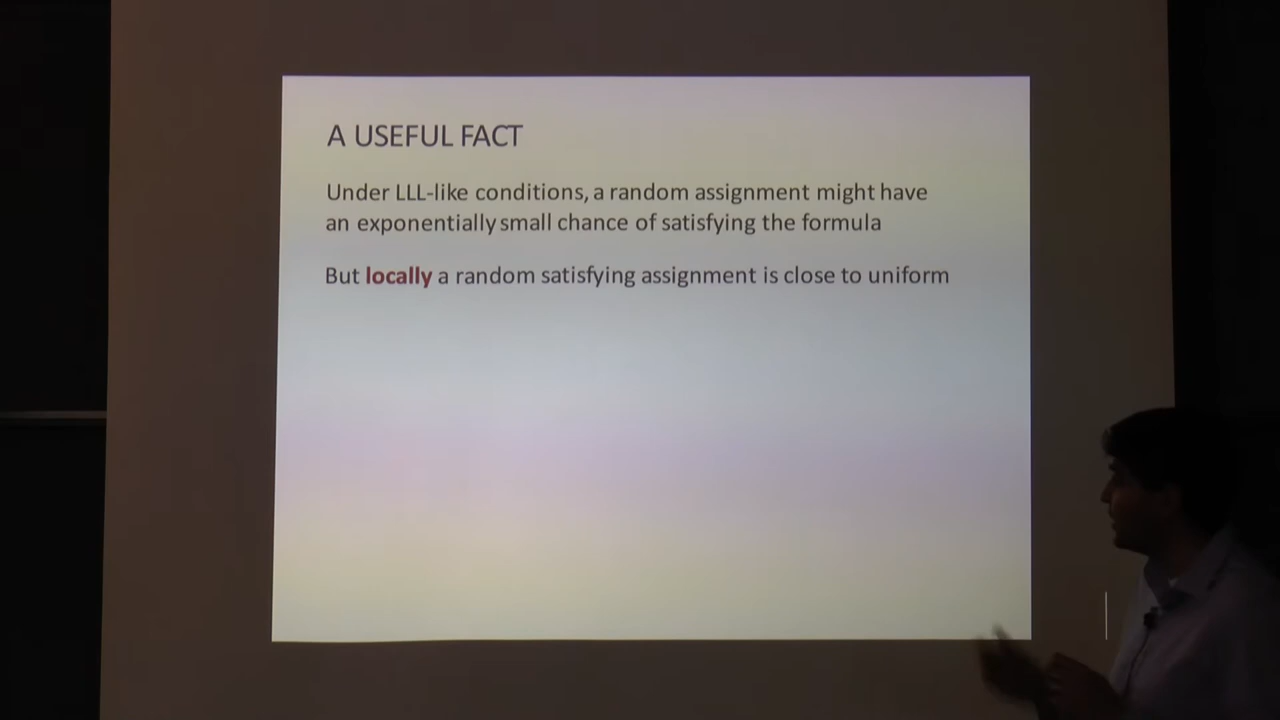 A USEFUL FACT
Under LLL-like conditions, a random assignment might have
an exponentially small chance of satisfying the formula
But locally a random satisfying assignment is close to uniform